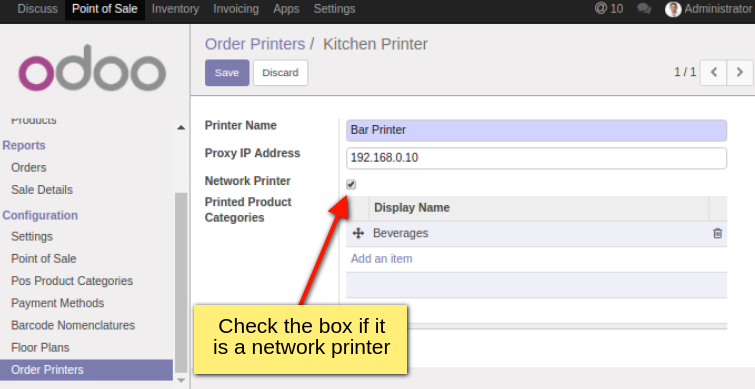 Discuss Point of Sale Inventory Invoicing Apps Settings @ 10 Administrator
odoo
Order Printers / Kitchen Printer
Save Discard
1 / 1
Products
Reports
Orders
Sale Details
Configuration
Settings
Point of Sale
Pos Product Categories
Payment Methods
Barcode Nomenclatures
Floor Plans
Order Printers
Printer Name Bar Printer
Proxy IP Address 192.168.0.10
Network Printer
Printed Product
Categories
Display Name
Beverages
Add an item
Check the box if it
is a network printer